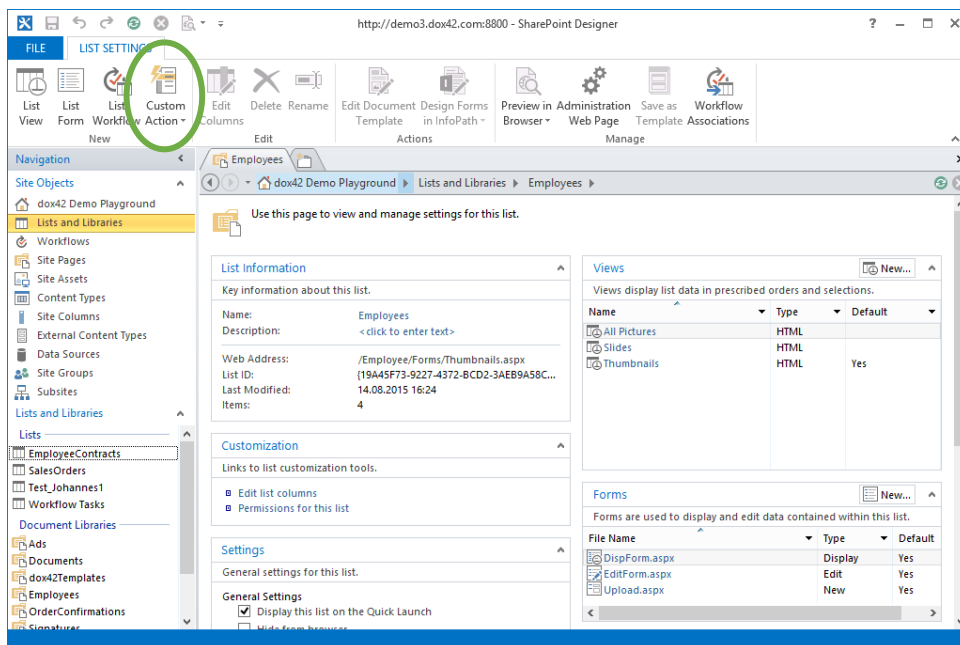 http://demo3.dox42.com:8800 - SharePoint Designer
FILE
LIST SETTINGS
List View
List Form
List Workflow
Custom Action
New
Edit Columns
Delete
Rename
Edit
Edit Document Template
Design Forms in InfoPath
Actions
Preview in Browser
Administration Web Page
Save as Template
Workflow Associations
Manage
Navigation
Site Objects
dox42 Demo Playground
Lists and Libraries
Workflows
Site Pages
Site Assets
Content Types
Site Columns
External Content Types
Data Sources
Site Groups
Subsites
Lists and Libraries
Lists
EmployeeContracts
SalesOrders
Test_Johannes1
Workflow Tasks
Document Libraries
Ads
Documents
dox42Templates
Employees
OrderConfirmations
Signatures
Employees
dox42 Demo Playground Lists and Libraries Employees
Use this page to view and manage settings for this list.
List Information
Key information about this list.
Name: Employees
Description: <click to enter text>
Web Address: /Employee/Forms/Thumbnails.aspx
List ID: {19A45F73-9227-4372-BCD2-3AEB9A58C...
Last Modified: 14.08.2015 16:24
Items: 4
Customization
Links to list customization tools.
Edit list columns
Permissions for this list
Settings
General settings for this list.
General Settings
Display this list on the Quick Launch
Hide from browser
Views
New...
Views display list data in prescribed orders and selections.
Name Type Default
All Pictures HTML
Slides HTML
Thumbnails HTML Yes
Forms
New...
Forms are used to display and edit data contained within this list.
File Name Type Default
DispForm.aspx Display Yes
EditForm.aspx Edit Yes
Upload.aspx New Yes